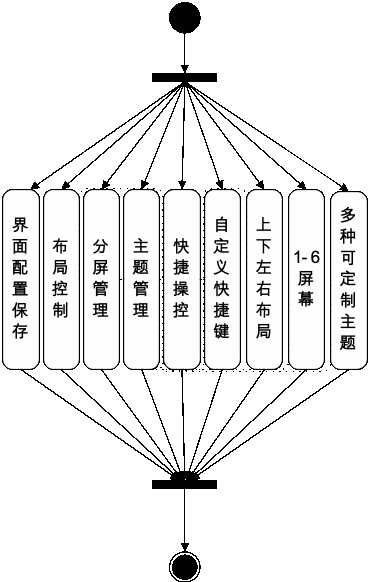 界面配置保存
布局控制
分屏管理
主题管理
快捷操控
自定义快捷键
上下左右布局
1-6屏幕
多种可定制主题